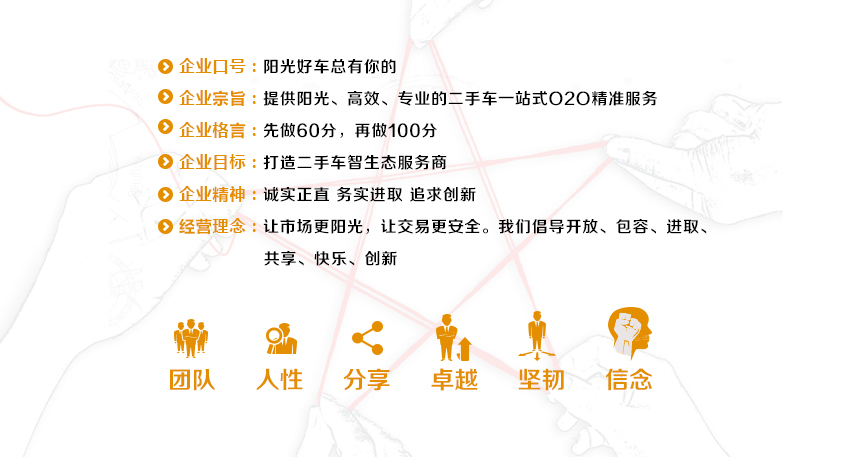 企业口号：阳光好车总有你的
企业宗旨：提供阳光、高效、专业的二手车一站式O2O精准服务
企业格言：先做60分，再做100分
企业目标：打造二手车智生态服务商
企业精神：诚实正直 务实进取 追求创新
经营理念：让市场更阳光，让交易更安全。我们倡导开放、包容、进取、
共享、快乐、创新
团队 人性 分享 卓越 坚韧 信念